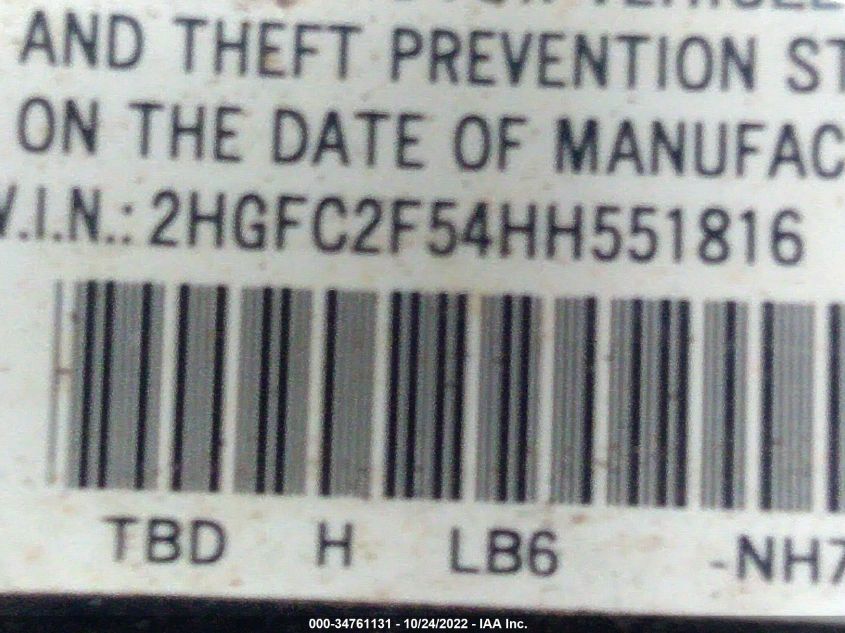 AND THEFT PREVENTION ST
ON THE DATE OF MANUFAC
V.I.N.: 2HGFC2F54HH551816
TBD H LB6 -NH7
000-34761131 - 10/24/2022 - IAA Inc.